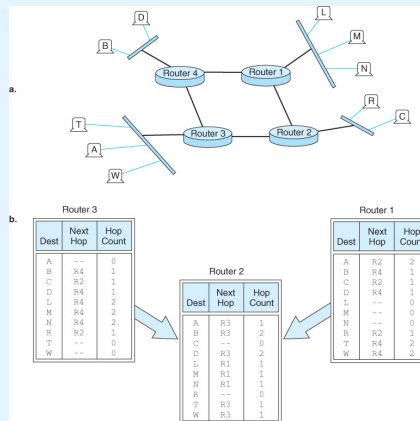 D
L
B
M
Router 4
Router 1
N
a.
R
T
C
Router 3
Router 2
A
W
b.
Router 3
Dest Next Hop Hop Count
A -- 0
B R4 1
C R2 1
D R4 1
L R4 2
M R4 2
N R4 2
R R2 1
T -- 0
W -- 0
Router 2
Dest Next Hop Hop Count
A R3 1
B R3 2
C -- 0
D R3 2
L R1 1
M R1 1
N R1 1
R -- 0
T R3 1
W R3 1
Router 1
Dest Next Hop Hop Count
A R2 2
B R4 1
C R2 1
D R4 1
L -- 0
M -- 0
N -- 0
R R2 1
T R4 2
W R4 2